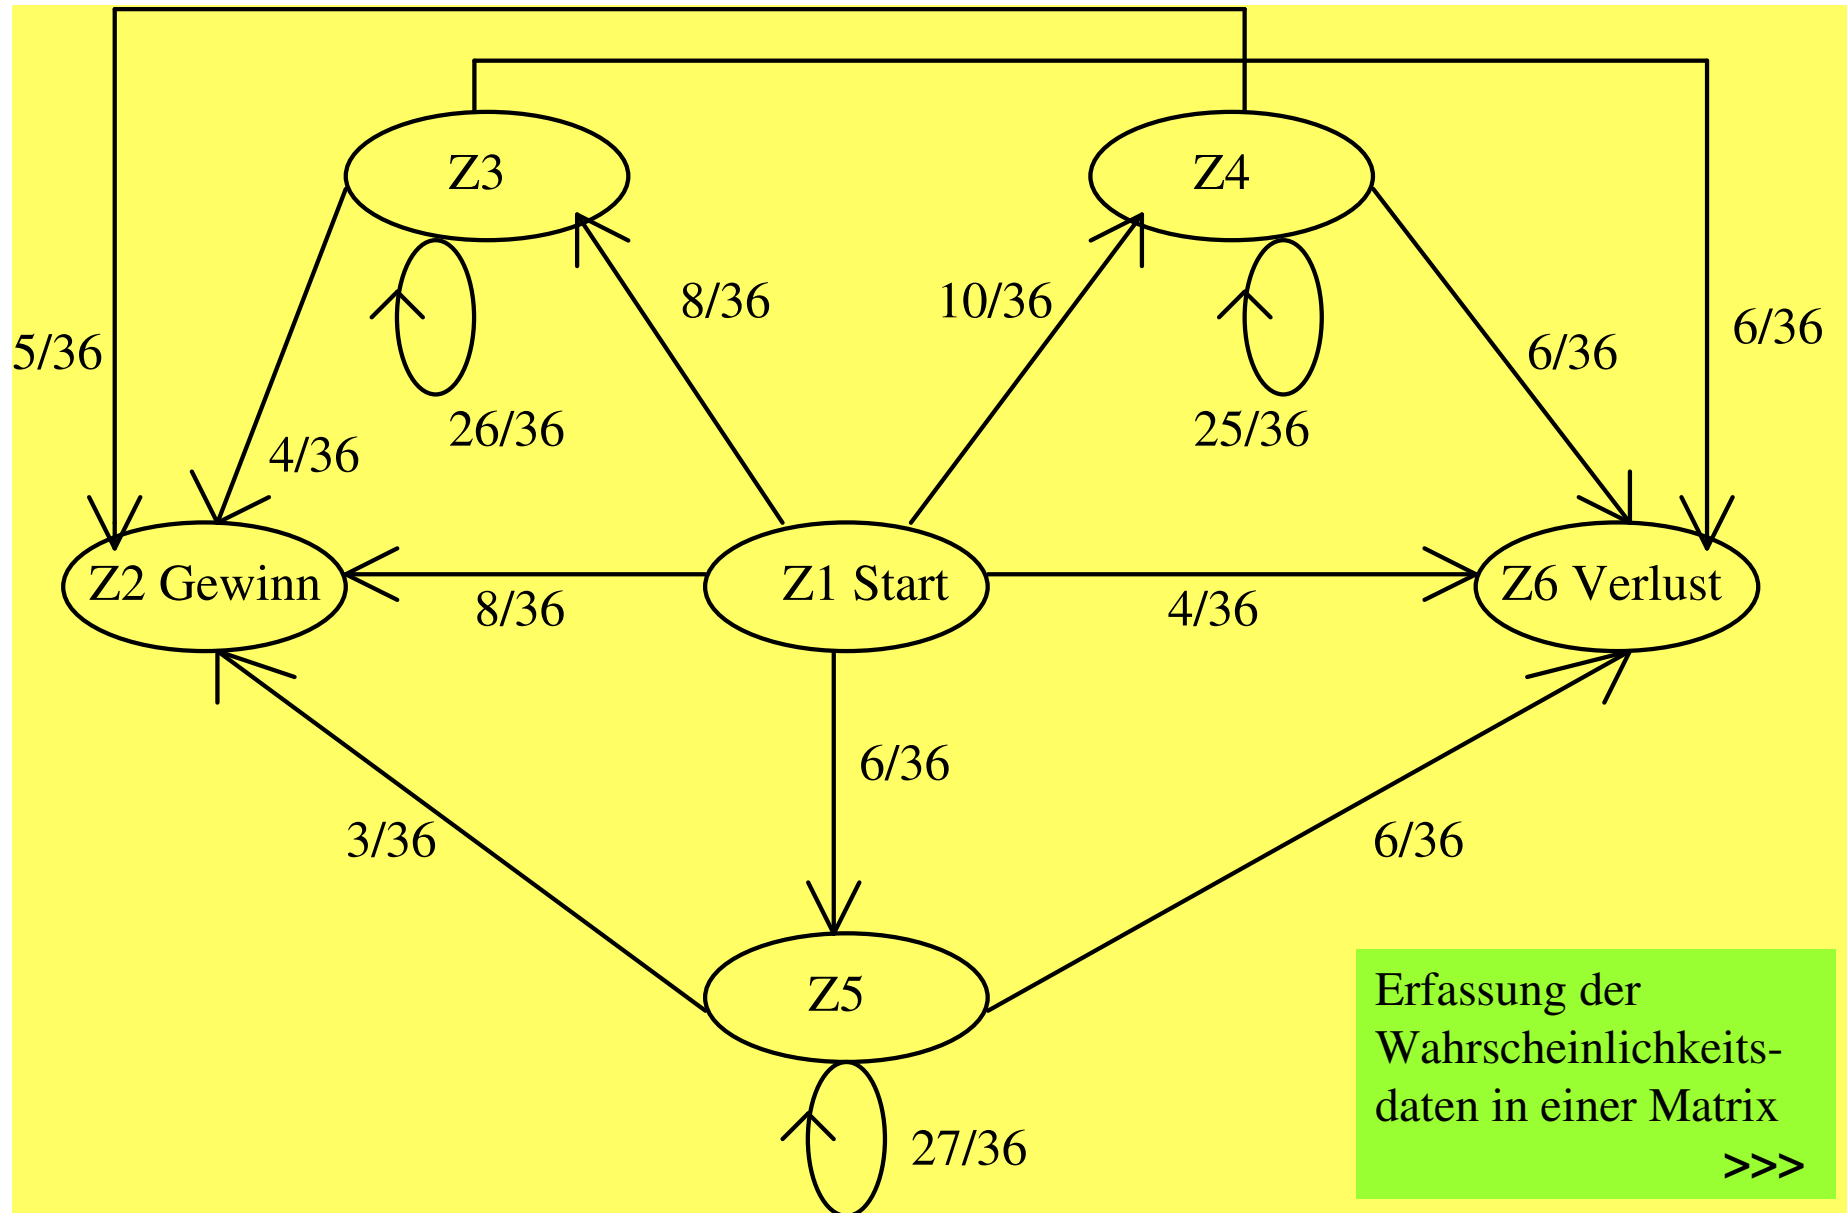 Z3
Z4
8/36
10/36
6/36
5/36
6/36
26/36
25/36
4/36
Z2 Gewinn
Z1 Start
Z6 Verlust
8/36
4/36
6/36
3/36
6/36
Z5
27/36
Erfassung der
Wahrscheinlichkeits-
daten in einer Matrix
>>>